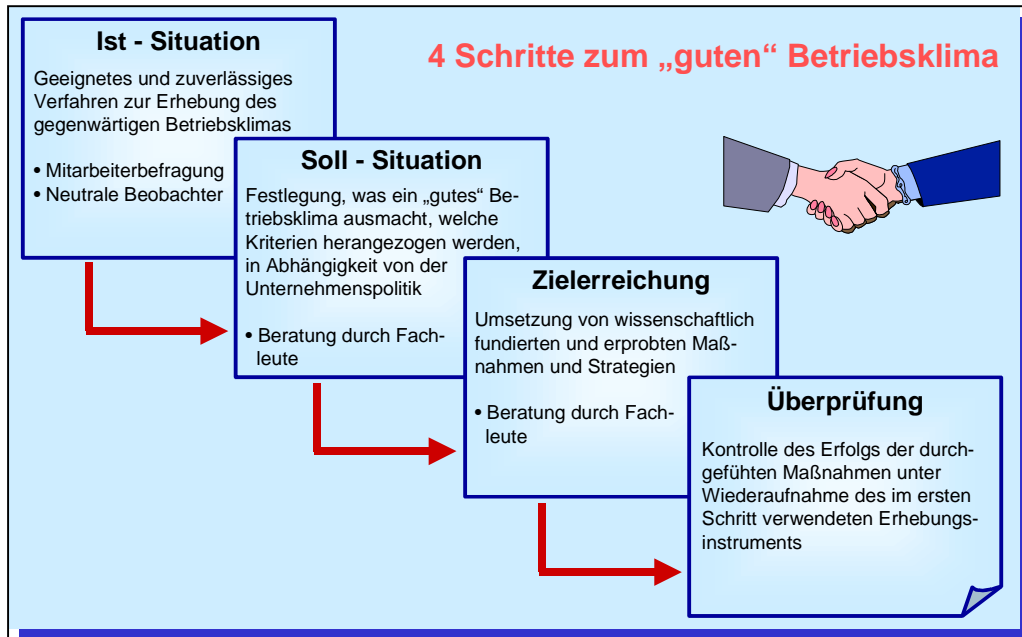 4 Schritte zum „guten“ Betriebsklima
Ist - Situation
Geeignetes und zuverlässiges
Verfahren zur Erhebung des
gegenwärtigen Betriebsklimas
• Mitarbeiterbefragung
• Neutrale Beobachter
Soll - Situation
Festlegung, was ein „gutes“ Be-
triebsklima ausmacht, welche
Kriterien herangezogen werden,
in Abhängigkeit von der
Unternehmenspolitik
• Beratung durch Fach-
leute
Zielerreichung
Umsetzung von wissenschaftlich
fundierten und erprobten Maß-
nahmen und Strategien
• Beratung durch Fach-
leute
Überprüfung
Kontrolle des Erfolgs der durch-
gefühten Maßnahmen unter
Wiederaufnahme des im ersten
Schritt verwendeten Erhebungs-
instruments